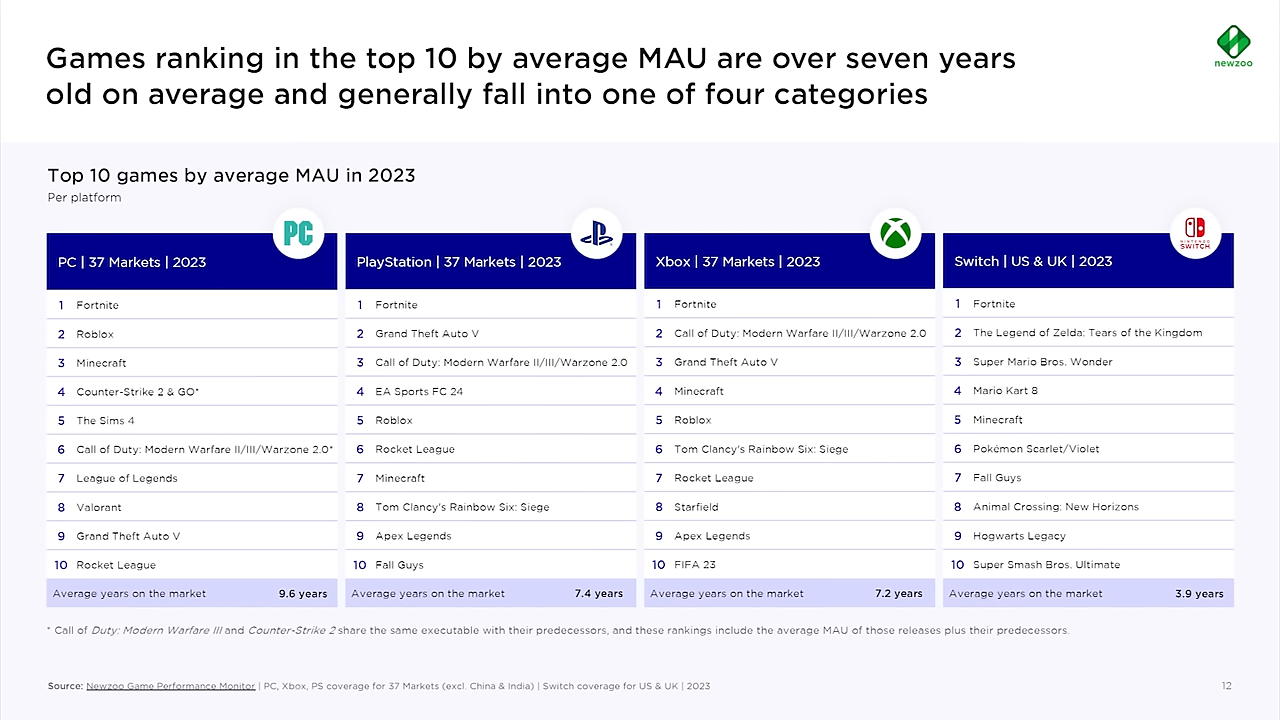 Games ranking in the top 10 by average MAU are over seven years
old on average and generally fall into one of four categories
newzoo
Top 10 games by average MAU in 2023
Per platform
PC
PC | 37 Markets | 2023
1 Fortnite
2 Roblox
3 Minecraft
4 Counter-Strike 2 & GO*
5 The Sims 4
6 Call of Duty: Modern Warfare II/III/Warzone 2.0*
7 League of Legends
8 Valorant
9 Grand Theft Auto V
10 Rocket League
Average years on the market 9.6 years
PlayStation | 37 Markets | 2023
1 Fortnite
2 Grand Theft Auto V
3 Call of Duty: Modern Warfare II/III/Warzone 2.0
4 EA Sports FC 24
5 Roblox
6 Rocket League
7 Minecraft
8 Tom Clancy's Rainbow Six: Siege
9 Apex Legends
10 Fall Guys
Average years on the market 7.4 years
Xbox | 37 Markets | 2023
1 Fortnite
2 Call of Duty: Modern Warfare II/III/Warzone 2.0
3 Grand Theft Auto V
4 Minecraft
5 Roblox
6 Tom Clancy's Rainbow Six: Siege
7 Rocket League
8 Starfield
9 Apex Legends
10 FIFA 23
Average years on the market 7.2 years
NINTENDO
SWITCH
Switch | US & UK | 2023
1 Fortnite
2 The Legend of Zelda: Tears of the Kingdom
3 Super Mario Bros. Wonder
4 Mario Kart 8
5 Minecraft
6 Pokémon Scarlet/Violet
7 Fall Guys
8 Animal Crossing: New Horizons
9 Hogwarts Legacy
10 Super Smash Bros. Ultimate
Average years on the market 3.9 years
* Call of Duty: Modern Warfare III and Counter-Strike 2 share the same executable with their predecessors, and these rankings include the average MAU of those releases plus their predecessors.
Source: Newzoo Game Performance Monitor | PC, Xbox, PS coverage for 37 Markets (excl. China & India) | Switch coverage for US & UK | 2023
12